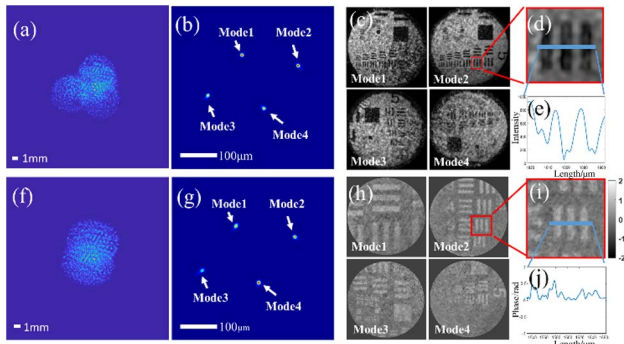 (a)
1mm
(b)
Mode1
Mode2
Mode3
Mode4
100μm
(c)
Mode1
Mode2
Mode3
Mode4
(d)
(e)
Intensity
Length/μm
(f)
1mm
(g)
Mode1
Mode2
Mode3
Mode4
100μm
(h)
Mode1
Mode2
Mode3
Mode4
5
(i)
2
1
0
-1
-2
(j)
Phase/rad
Length/μm